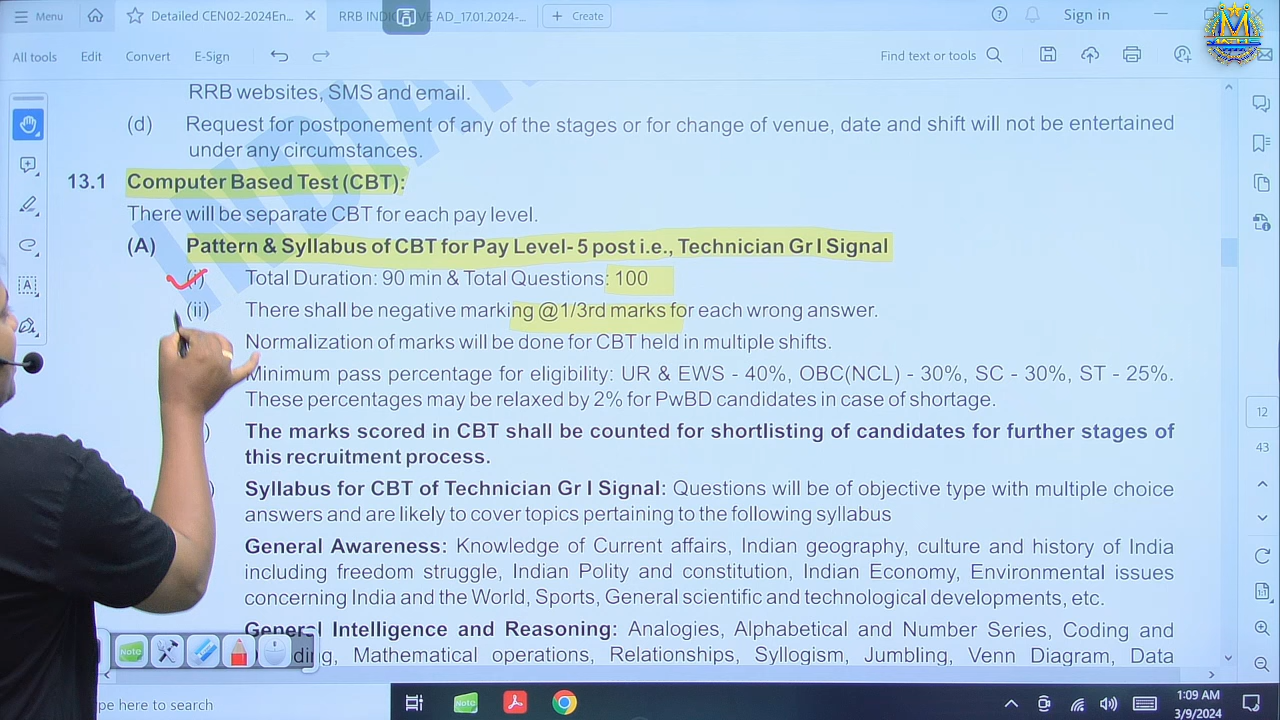 Menu
Detailed CEN02-2024En...
RRB INDIC VE AD_17.01.2024-...
Create
Sign in
All tools
Edit
Convert
E-Sign
Find text or tools
M
MATHS
RRB websites, SMS and email.
(d) Request for postponement of any of the stages or for change of venue, date and shift will not be entertained
under any circumstances.
13.1 Computer Based Test (CBT):
There will be separate CBT for each pay level.
(A) Pattern & Syllabus of CBT for Pay Level- 5 post i.e., Technician Gr I Signal
(i) Total Duration: 90 min & Total Questions: 100
(ii) There shall be negative marking @1/3rd marks for each wrong answer.
Normalization of marks will be done for CBT held in multiple shifts.
Minimum pass percentage for eligibility: UR & EWS - 40%, OBC(NCL) - 30%, SC - 30%, ST - 25%.
These percentages may be relaxed by 2% for PwBD candidates in case of shortage.
) The marks scored in CBT shall be counted for shortlisting of candidates for further stages of
this recruitment process.
) Syllabus for CBT of Technician Gr I Signal: Questions will be of objective type with multiple choice
answers and are likely to cover topics pertaining to the following syllabus
General Awareness: Knowledge of Current affairs, Indian geography, culture and history of India
including freedom struggle, Indian Polity and constitution, Indian Economy, Environmental issues
concerning India and the World, Sports, General scientific and technological developments, etc.
General Intelligence and Reasoning: Analogies, Alphabetical and Number Series, Coding and
ding, Mathematical operations, Relationships, Syllogism, Jumbling, Venn Diagram, Data
INDIAN
12
43
Note
pe here to search
Note
1:09 AM
3/9/2024